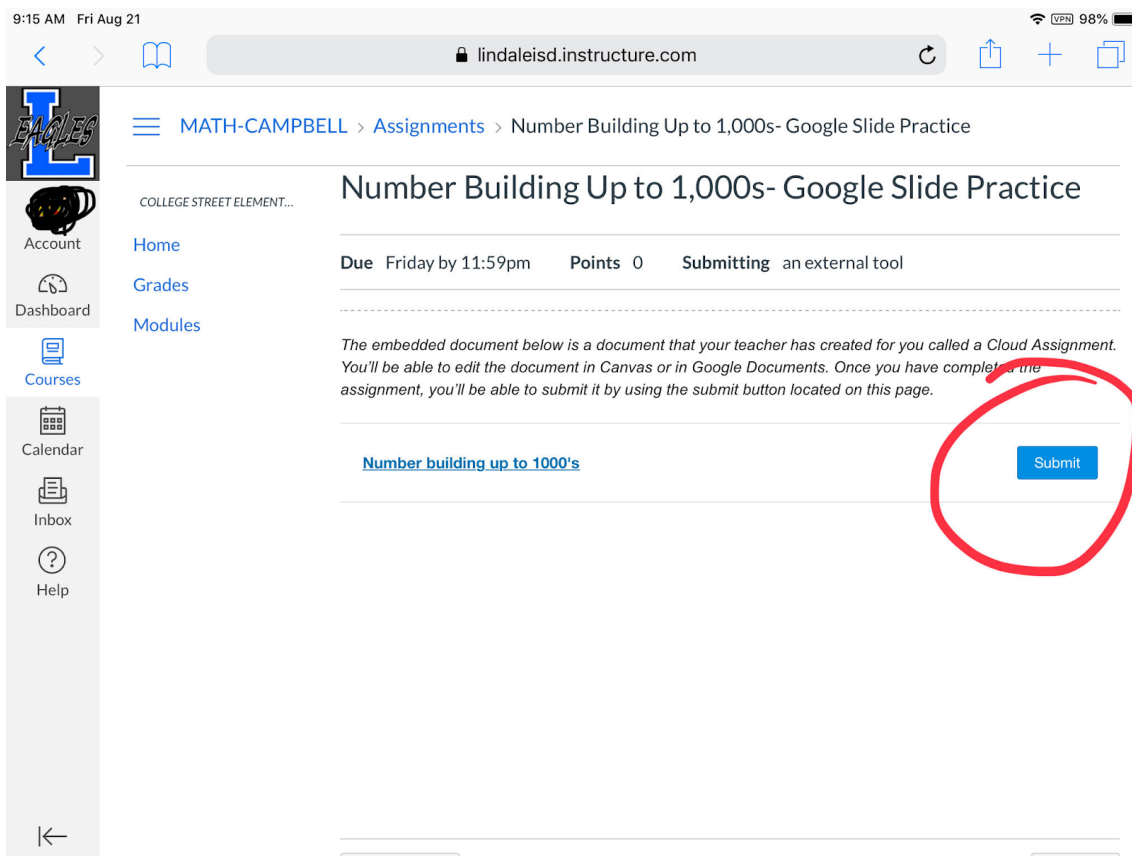 9:15 AM Fri Aug 21
VPN 98%
lindaleisd.instructure.com
L
EAGLES
MATH-CAMPBELL > Assignments > Number Building Up to 1,000s- Google Slide Practice
COLLEGE STREET ELEMENT...
Number Building Up to 1,000s- Google Slide Practice
Account
Home
Due Friday by 11:59pm Points 0 Submitting an external tool
Grades
Dashboard
Modules
The embedded document below is a document that your teacher has created for you called a Cloud Assignment.
You'll be able to edit the document in Canvas or in Google Documents. Once you have completed the
assignment, you'll be able to submit it by using the submit button located on this page.
Courses
Calendar
Number building up to 1000's
Submit
Inbox
Help